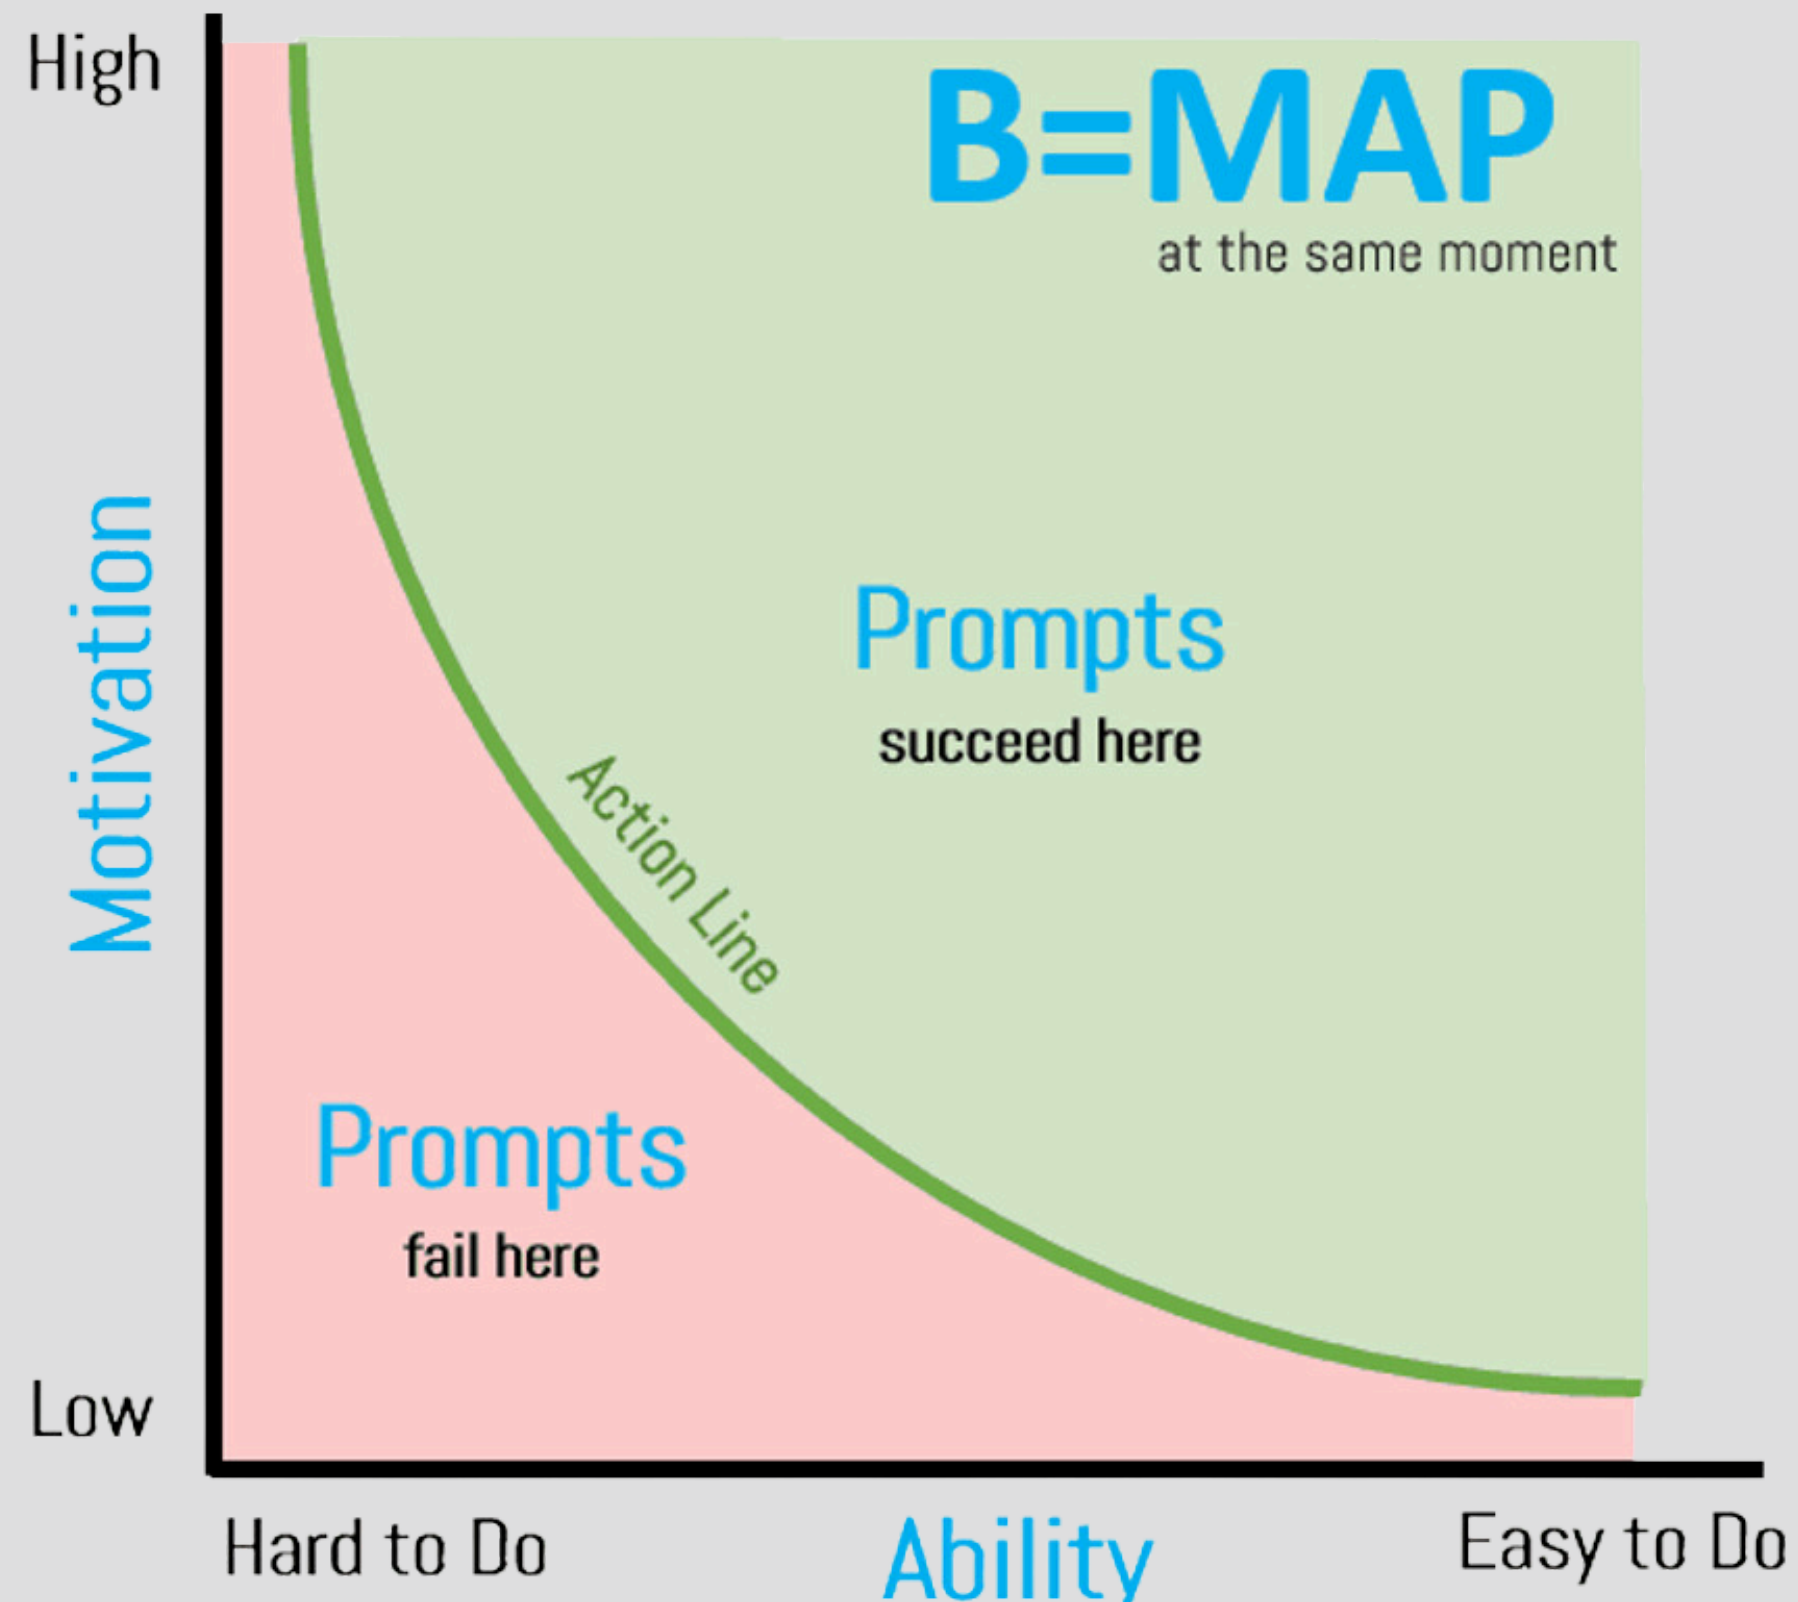 High
B=MAP
at the same moment
Motivation
Prompts
succeed here
Action Line
Prompts
fail here
Low
Hard to Do
Ability
Easy to Do